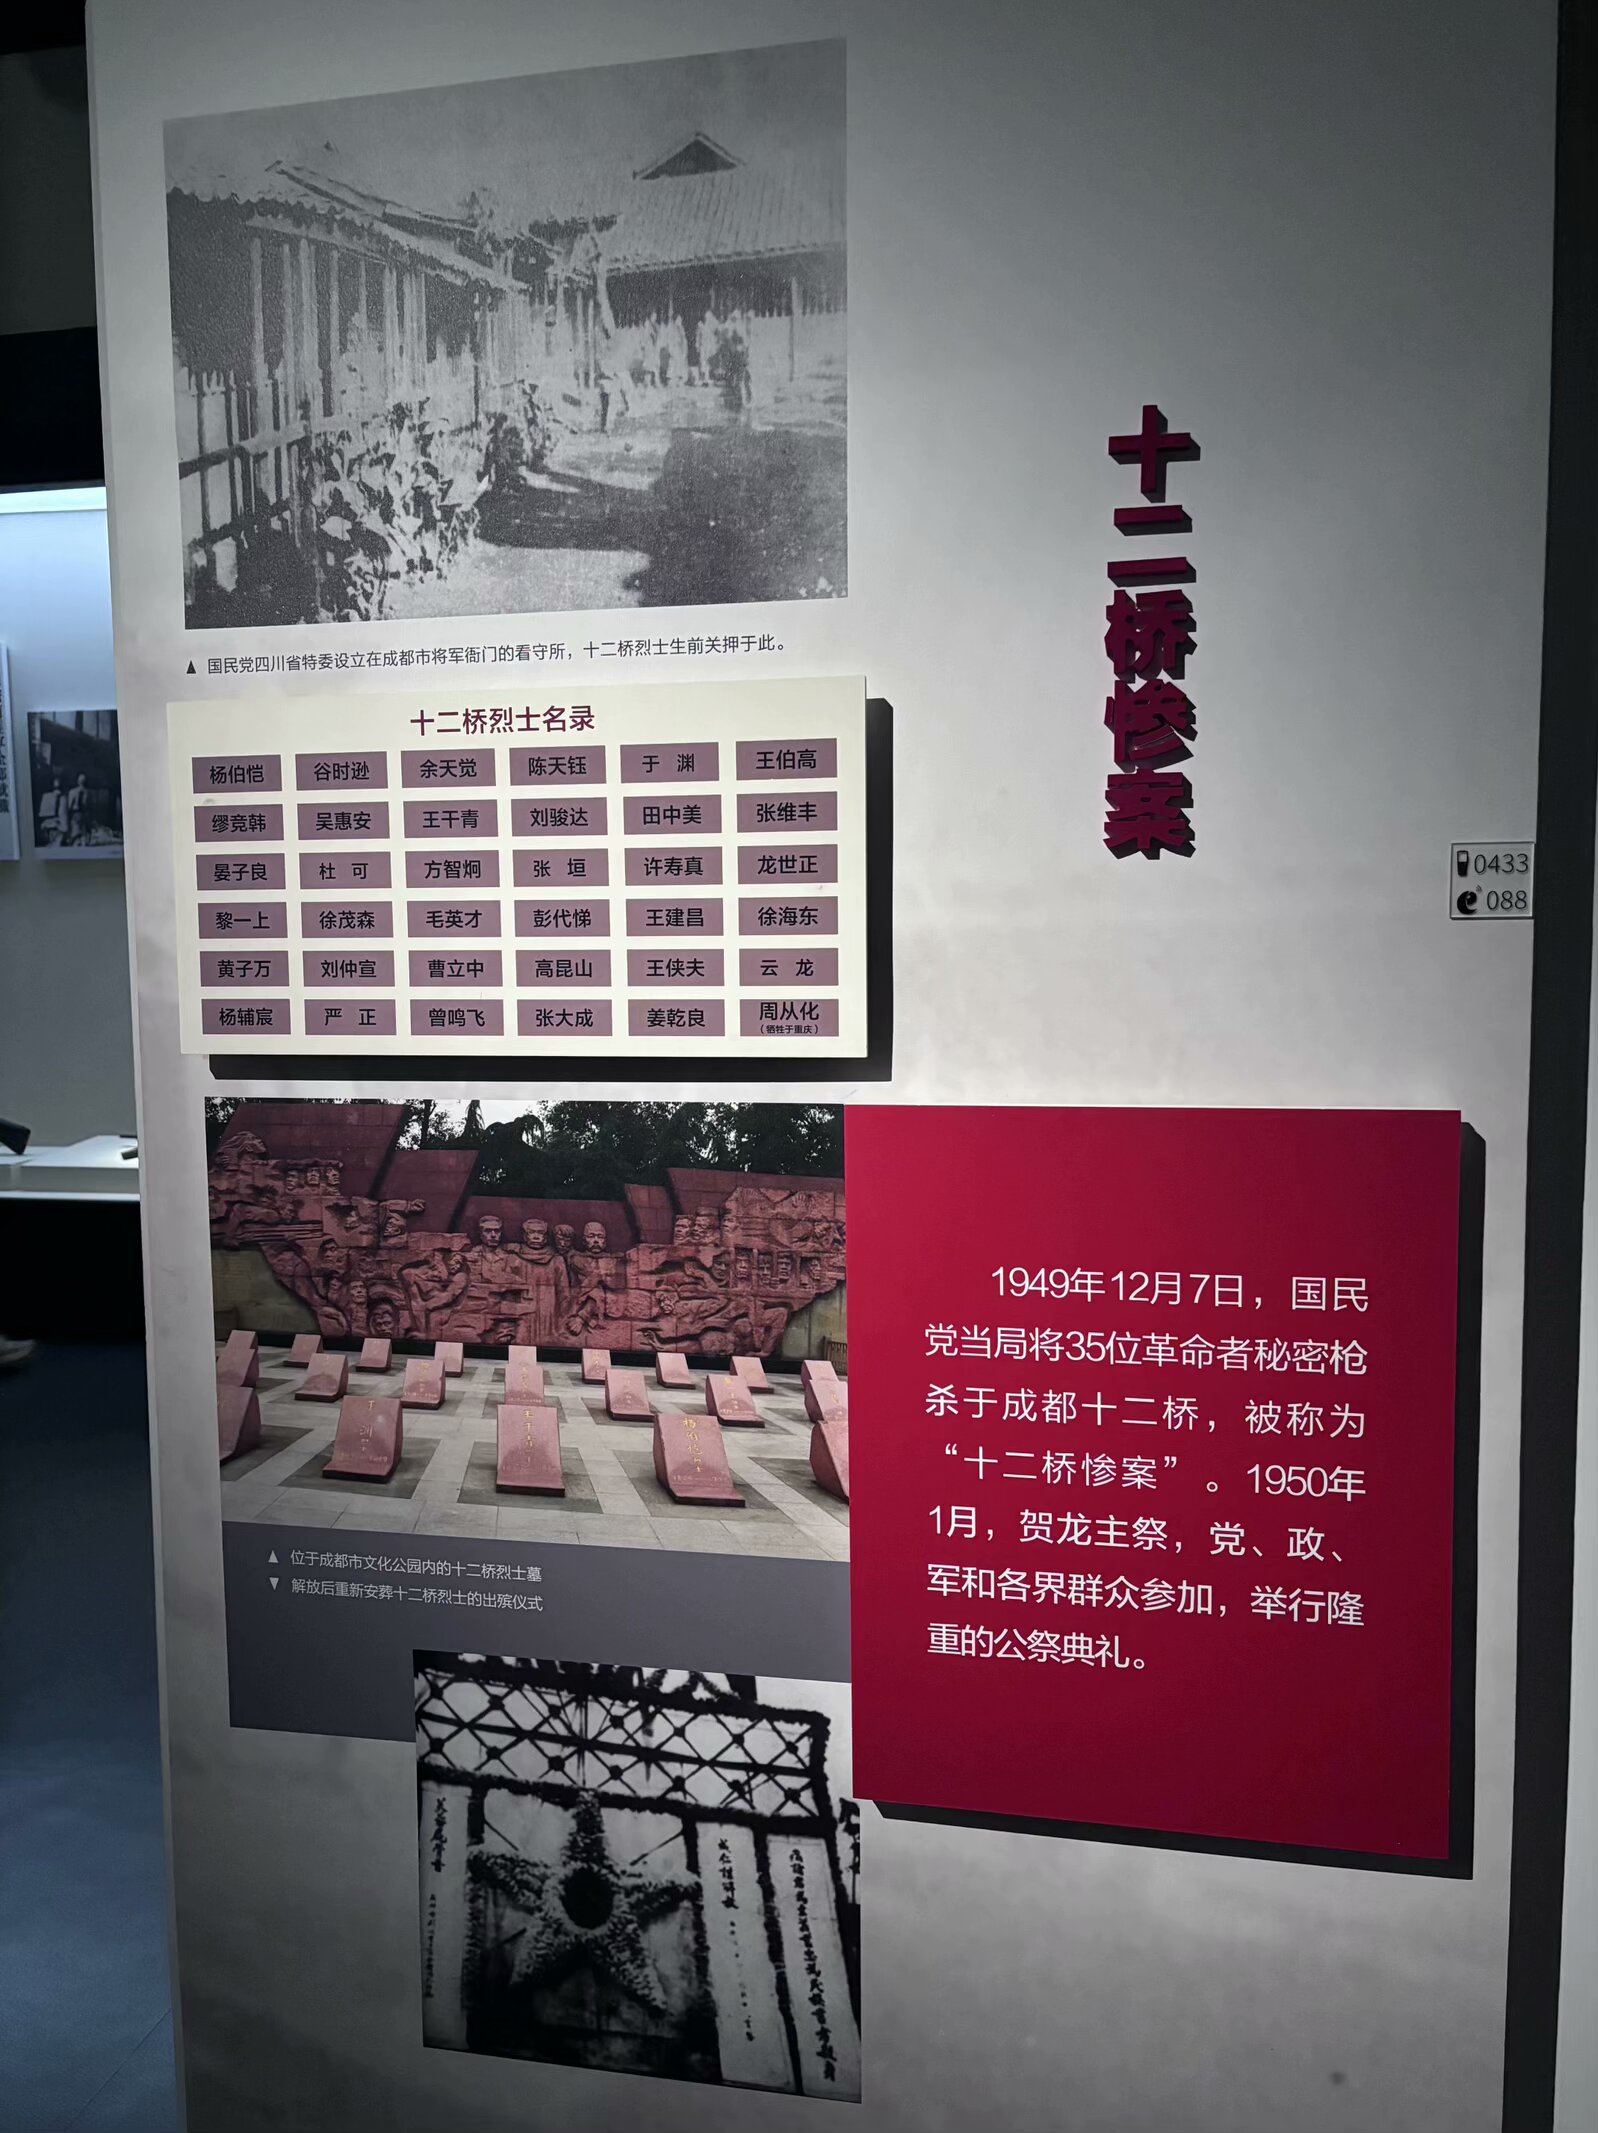 十二桥惨案
▲ 国民党四川省特委设立在成都市将军衙门的看守所，十二桥烈士生前关押于此。
十二桥烈士名录
杨伯恺 谷时逊 余天觉 陈天钰 于 渊 王伯高
缪竞韩 吴惠安 王干青 刘骏达 田中美 张维丰
晏子良 杜 可 方智炯 张 垣 许寿真 龙世正
黎一上 徐茂森 毛英才 彭代悌 王建昌 徐海东
黄子万 刘仲宣 曹立中 高昆山 王侠夫 云 龙
杨辅宸 严 正 曾鸣飞 张大成 姜乾良 周从化
（牺牲于重庆）
0433
088
1949年12月7日，国民
党当局将35位革命者秘密枪
杀于成都十二桥，被称为
“十二桥惨案”。1950年
1月，贺龙主祭，党、政、
军和各界群众参加，举行隆
重的公祭典礼。
▲ 位于成都市文化公园内的十二桥烈士墓
▼ 解放后重新安葬十二桥烈士的出殡仪式